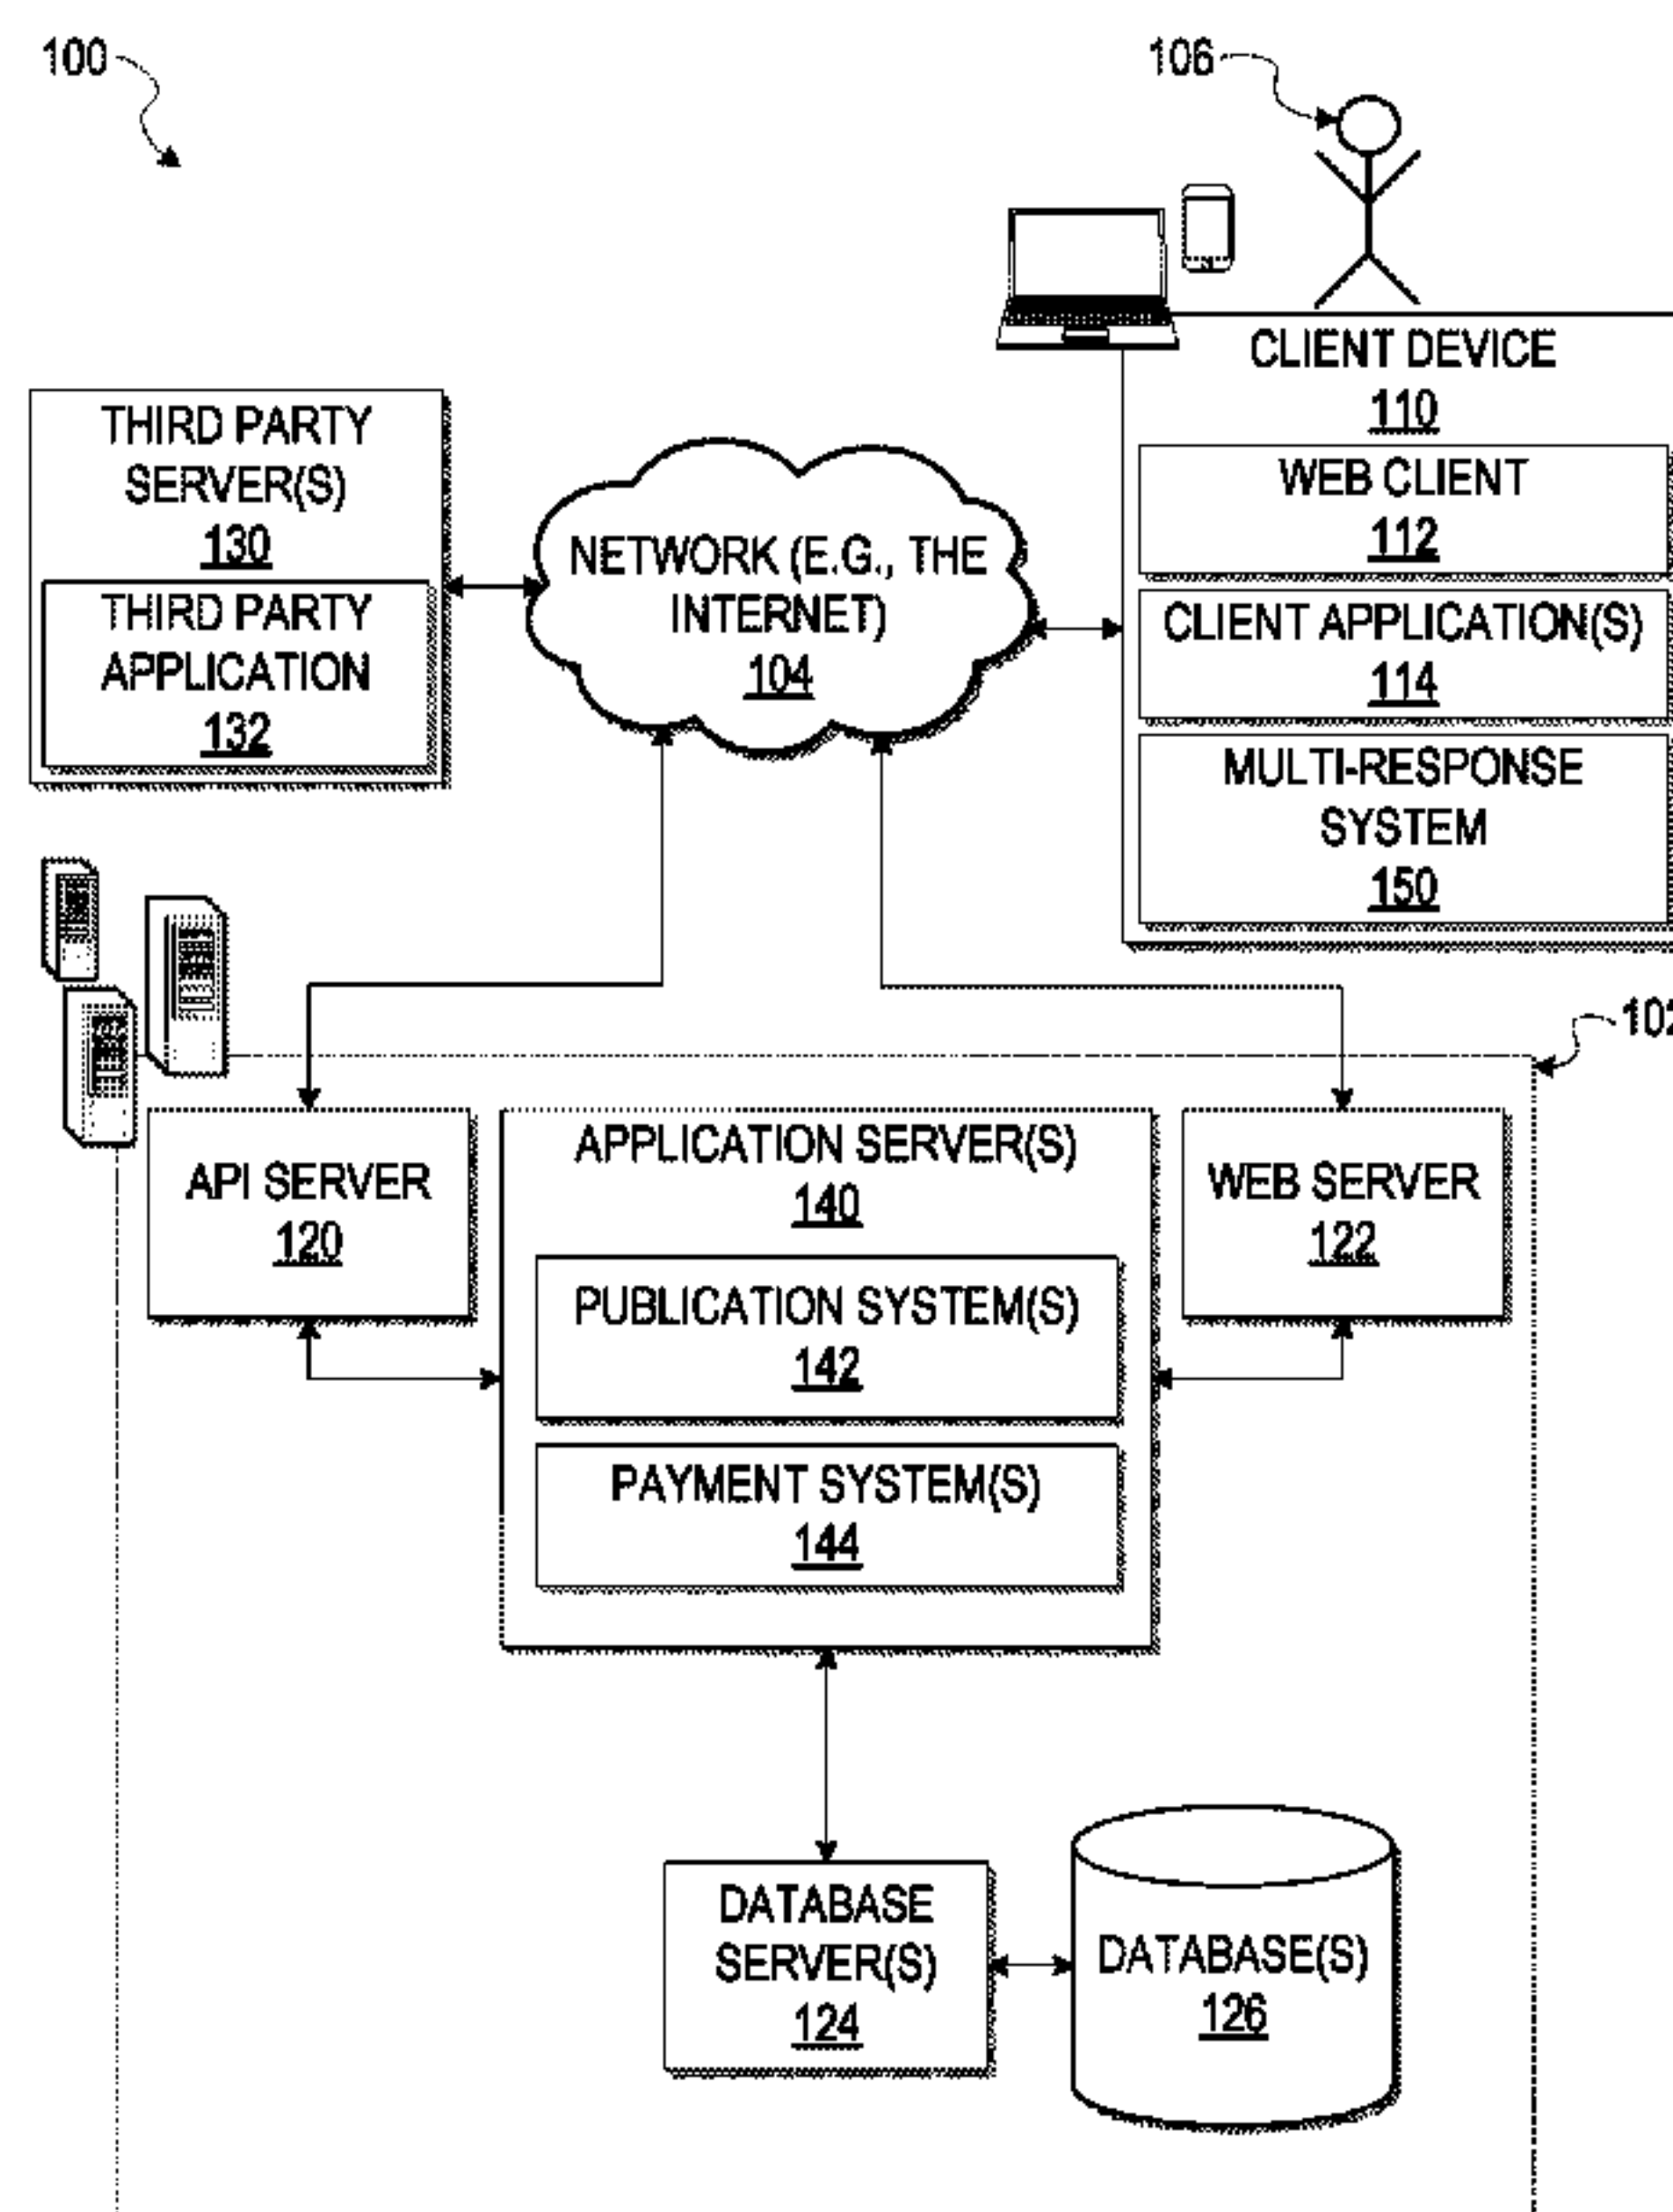 100
106
CLIENT DEVICE
110
WEB CLIENT
112
CLIENT APPLICATION(S)
114
MULTI-RESPONSE
SYSTEM
150
THIRD PARTY
SERVER(S)
130
THIRD PARTY
APPLICATION
132
NETWORK (E.G., THE
INTERNET)
104
102
API SERVER
120
APPLICATION SERVER(S)
140
PUBLICATION SYSTEM(S)
142
PAYMENT SYSTEM(S)
144
WEB SERVER
122
DATABASE
SERVER(S)
124
DATABASE(S)
126